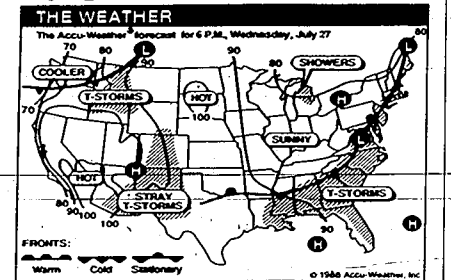 THE WEATHER
The Accu-Weather® forecast for 6 P.M., Wednesday, July 27
70 80 90 L 90 80 SHOWERS L 80
COOLER
T-STORMS
HOT
100
H
70
SUNNY
L
H
HOT
STRAY
T-STORMS
T-STORMS
80 90 100 100
90
H
H
FRONTS:
Warm Cold Stationary
© 1988 Accu-Weather, Inc